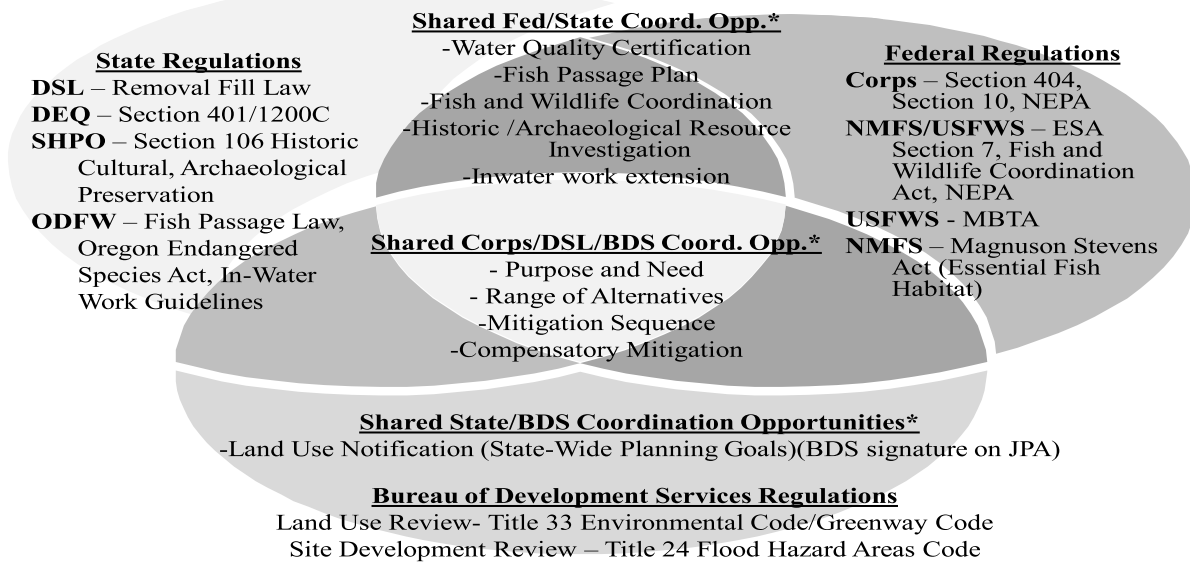 State Regulations
DSL – Removal Fill Law
DEQ – Section 401/1200C
SHPO – Section 106 Historic
Cultural, Archaeological
Preservation
ODFW – Fish Passage Law,
Oregon Endangered
Species Act, In-Water
Work Guidelines
Shared Fed/State Coord. Opp.*
-Water Quality Certification
-Fish Passage Plan
-Fish and Wildlife Coordination
-Historic /Archaeological Resource
Investigation
-Inwater work extension
Federal Regulations
Corps – Section 404,
Section 10, NEPA
NMFS/USFWS – ESA
Section 7, Fish and
Wildlife Coordination
Act, NEPA
USFWS - MBTA
NMFS – Magnuson Stevens
Act (Essential Fish
Habitat)
Shared Corps/DSL/BDS Coord. Opp.*
- Purpose and Need
- Range of Alternatives
-Mitigation Sequence
-Compensatory Mitigation
Shared State/BDS Coordination Opportunities*
-Land Use Notification (State-Wide Planning Goals)(BDS signature on JPA)
Bureau of Development Services Regulations
Land Use Review- Title 33 Environmental Code/Greenway Code
Site Development Review – Title 24 Flood Hazard Areas Code